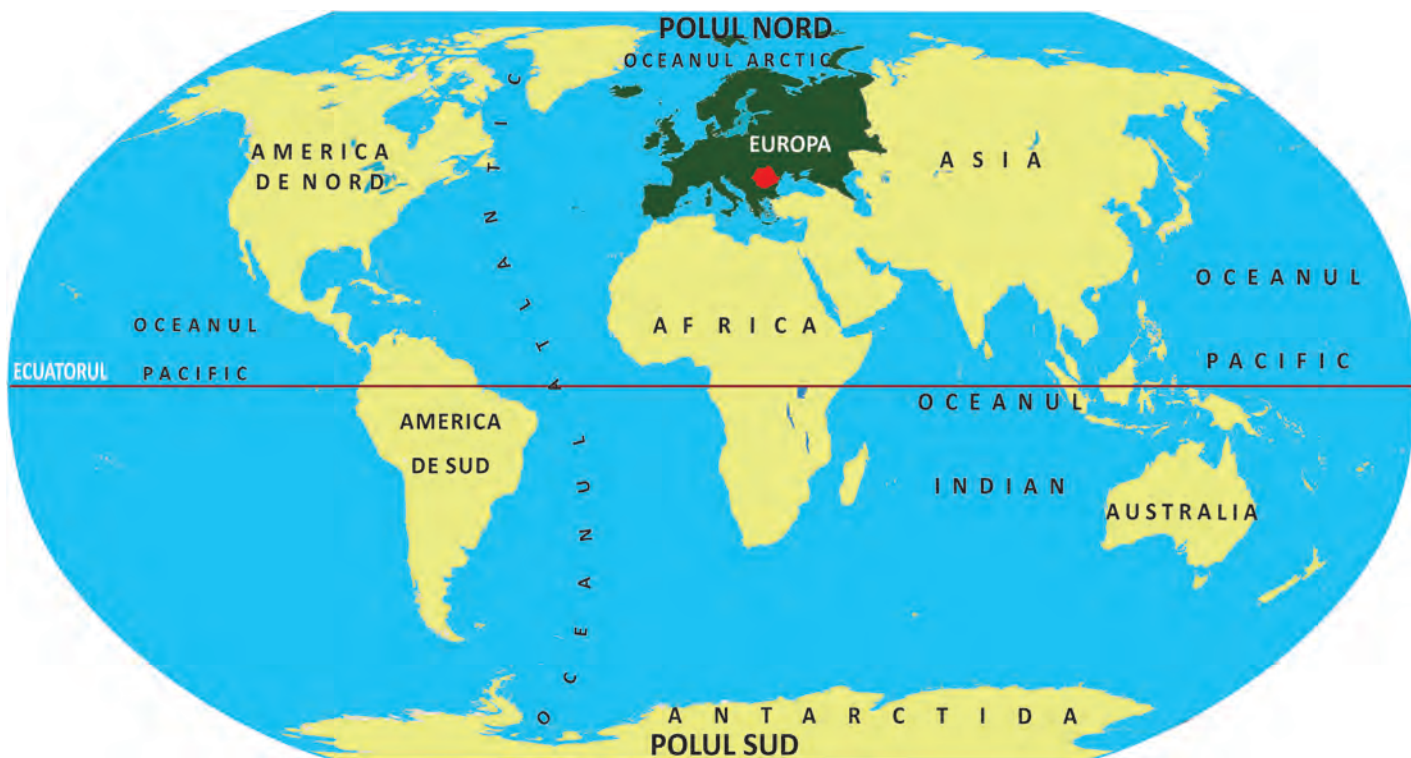 POLUL NORD
OCEANUL ARCTIC
AMERICA
DE NORD
EUROPA
ASIA
OCEANUL ATLANTIC
OCEANUL
PACIFIC
AFRICA
OCEANUL
PACIFIC
ECUATORUL
OCEANUL
INDIAN
AMERICA
DE SUD
AUSTRALIA
ANTARCTIDA
POLUL SUD